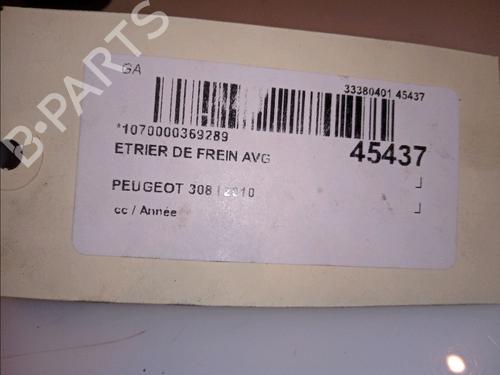 B-PARTS
GA
33380401 45437
*1070000369289
ETRIER DE FREIN AVG
45437
PEUGEOT 308 I 2010
cc / Année